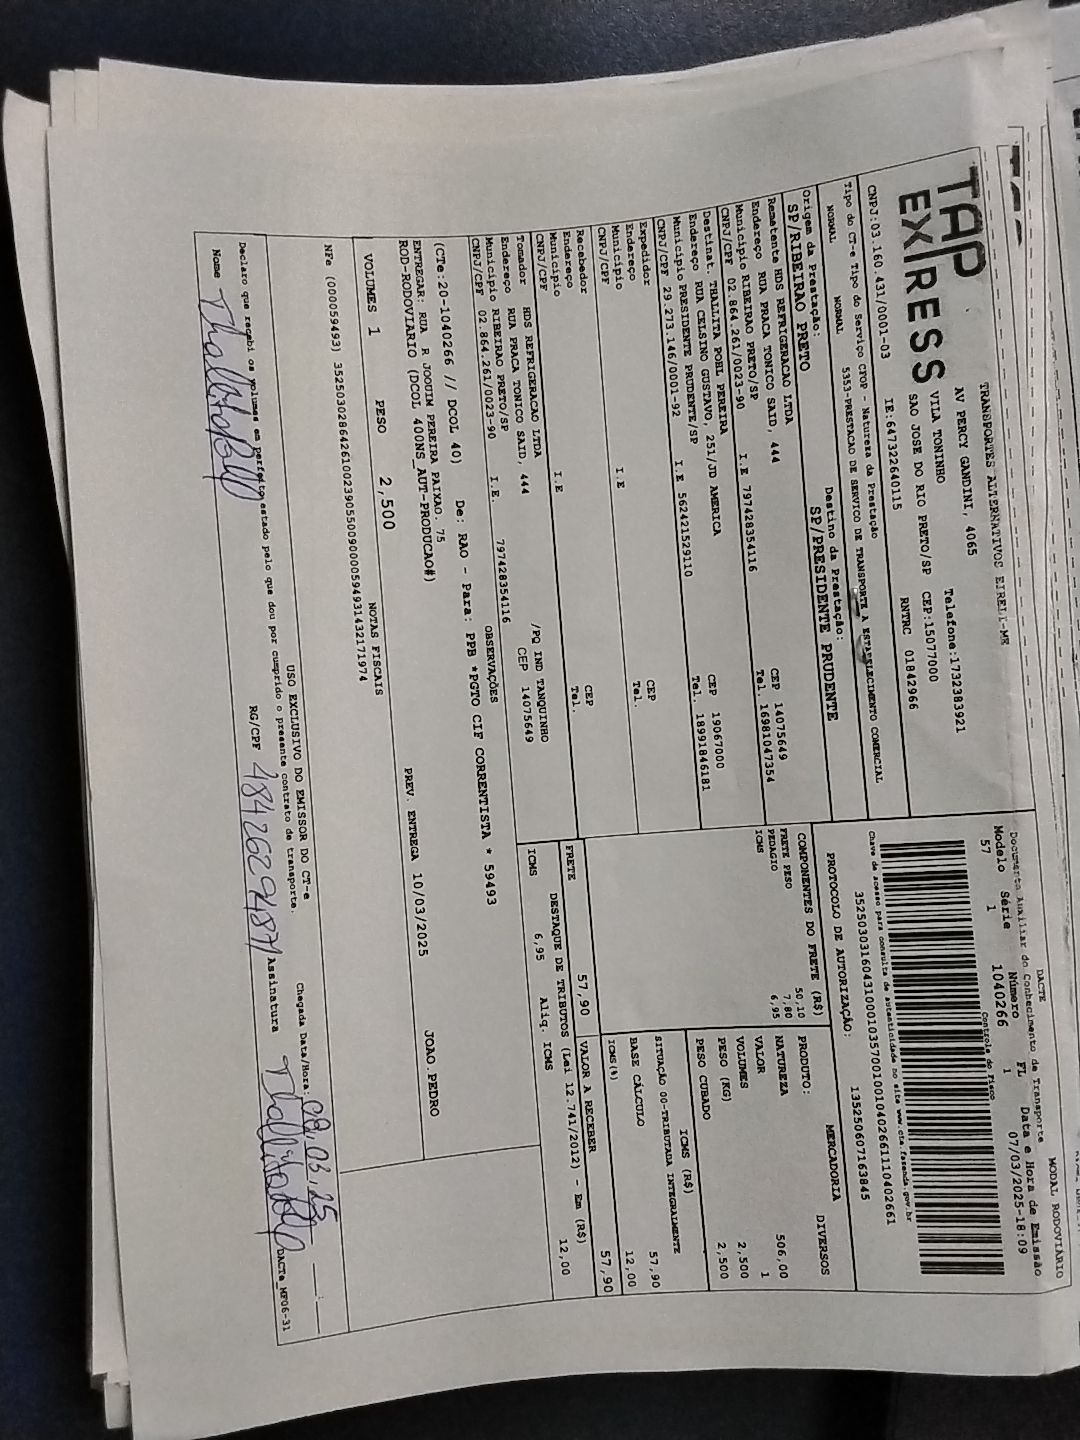 TAP
EXPRESS
TRANSPORTES ALTERNATIVOS EIRELI-ME
AV PERCY GANDINI, 4065 Telefone:1732383921
VILA TONINHO
SAO JOSE DO RIO PRETO/SP CEP:15077000
CNPJ:03.160.431/0001-03 IE:647322640115 RNTRC 01842966
Tipo do CT-e Tipo do Serviço CFOP - Natureza da Prestação
NORMAL NORMAL 5353-PRESTACAO DE SERVICO DE TRANSPORTE A ESTABELECIMENTO COMERCIAL
Origem da Prestação: Destino da Prestação:
SP/RIBEIRAO PRETO SP/PRESIDENTE PRUDENTE
Remetente HDS REFRIGERACAO LTDA
Endereço RUA PRACA TONICO SAID, 444 CEP 14075649
Município RIBEIRAO PRETO/SP Tel. 16981047354
CNPJ/CPF 02.864.261/0023-90 I.E 797428354116
Destinat. THALLITA POHL PEREIRA
Endereço RUA CELSINO GUSTAVO, 251/JD AMERICA CEP 19067000
Município PRESIDENTE PRUDENTE/SP Tel. 18991846181
CNPJ/CPF 29.273.146/0001-92 I.E 562421529110
Expedidor
Endereço CEP
Município Tel.
CNPJ/CPF I.E
Recebedor
Endereço CEP
Município Tel.
CNPJ/CPF I.E
Tomador HDS REFRIGERACAO LTDA
Endereço RUA PRACA TONICO SAID, 444 /PQ IND TANQUINHO
Município RIBEIRAO PRETO/SP CEP 14075649
CNPJ/CPF 02.864.261/0023-90 I.E. 797428354116
DACTE MODAL RODOVIÁRIO
Documento Auxiliar do Conhecimento de Transporte
Modelo Série Número FL Data e Hora de Emissão
57 1 1040266 1 07/03/2025-18:09
Controle do Fisco
Chave de acesso para consulta de autenticidade no site www.cte.fazenda.gov.br
35250303160431000103570010010402661110402661
PROTOCOLO DE AUTORIZAÇÃO: 135250607163845
COMPONENTES DO FRETE (R$)
FRETE PESO 50,10
PEDAGIO 7,80
ICMS 6,95
PRODUTO: MERCADORIA DIVERSOS
NATUREZA
VALOR 506,00
VOLUMES 1
PESO (KG) 2,500
PESO CUBADO 2,500
ICMS (R$)
SITUAÇÃO 00-TRIBUTADA INTEGRALMENTE
BASE CÁLCULO 57,90
ICMS(%) 12,00
FRETE 57,90 VALOR A RECEBER 57,90
DESTAQUE DE TRIBUTOS (Lei 12.741/2012) - Em (R$)
ICMS 6,95 Aliq. ICMS 12,00
OBSERVAÇÕES
(CTe:20-1040266 // DCOL 40) De: RAO - Para: PPB *PGTO CIF CORRENTISTA * 59493
ENTREGAR: RUA R JOOUIM PEREIRA PAIXAO. 75
ROD-RODOVIARIO (DCOL 400NS_AUT-PRODUCAO#)
PREV. ENTREGA 10/03/2025 JOAO.PEDRO
VOLUMES 1 PESO 2,500 NOTAS FISCAIS
NFe (000059493) 35250302864261002390550090000594931432171974
USO EXCLUSIVO DO EMISSOR DO CT-e
Declaro que recebi os volumes em perfeito estado pelo que dou por cumprido o presente contrato de transporte. Chegada Data/Hora: 08.03.25
Nome RG/CPF 48426294871 Assinatura
DACTe_MF06-31